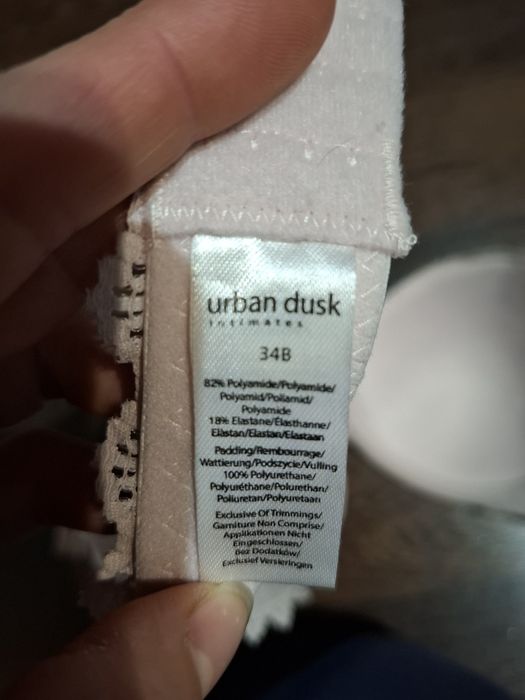 urban dusk
intimates
34B
82% Polyamide/Polyamide/
Polyamid/Poliamid/
Polyamide
18% Elastane/Élasthanne/
Elastan/Elastan/Elastaan
Padding/Rembourrage/
Wattierung/Podszycie/Vulling
100% Polyurethane/
Polyuréthane/Polurethan/
Poliuretan/Polyuretaan
Exclusive Of Trimmings/
Garniture Non Comprise/
Applikationen Nicht
Eingeschlossen/
Bez Dodatków/
Exclusief Versieringen